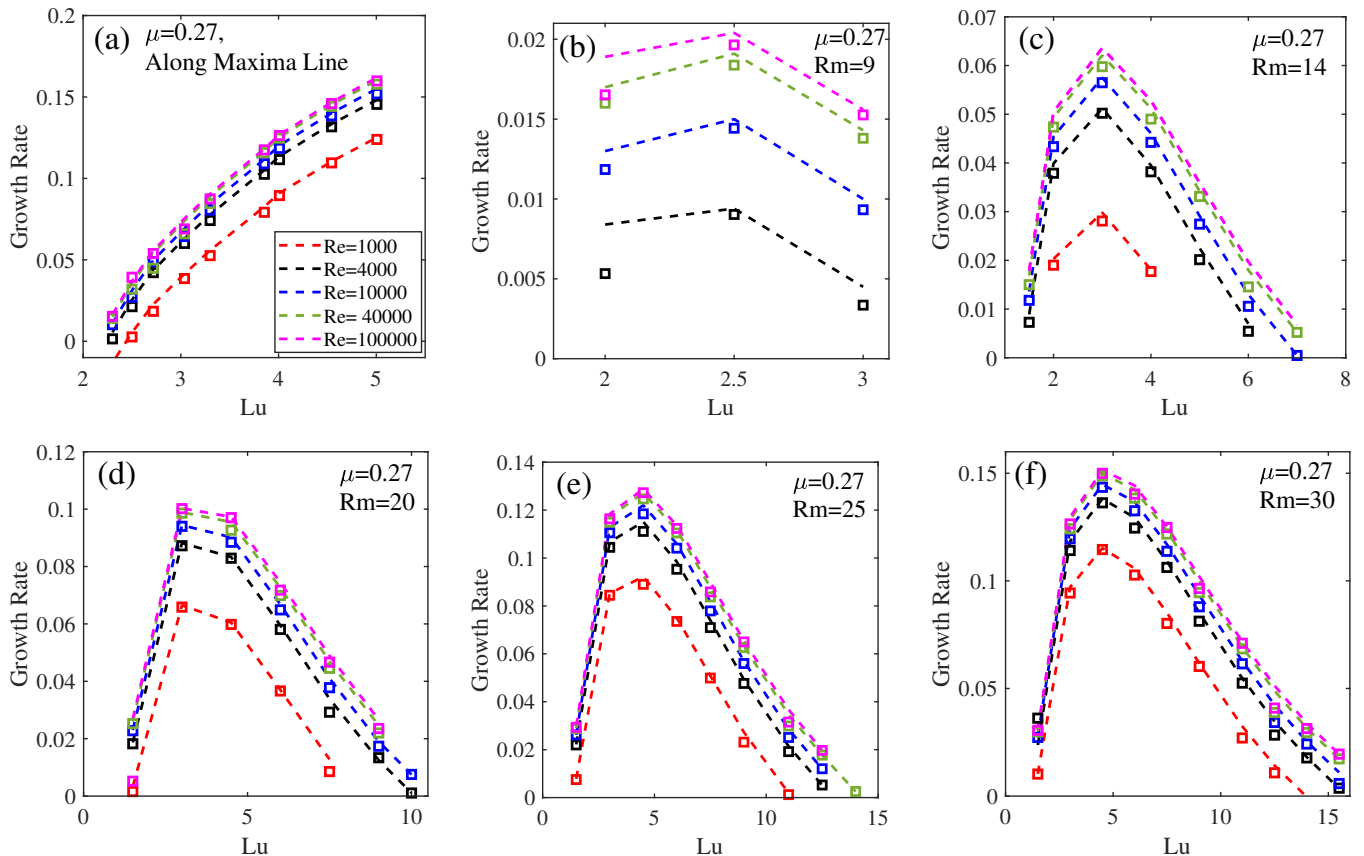 (a)
μ=0.27,
Along Maxima Line
0.2
0.15
0.1
0.05
0
Growth Rate
2
3
4
5
Lu
Re=1000
Re=4000
Re=10000
Re= 40000
Re=100000
(b)
μ=0.27
Rm=9
0.02
0.015
0.01
0.005
0
Growth Rate
2
2.5
3
Lu
(c)
μ=0.27
Rm=14
0.07
0.06
0.05
0.04
0.03
0.02
0.01
0
Growth Rate
2
4
6
8
Lu
(d)
μ=0.27
Rm=20
0.12
0.1
0.08
0.06
0.04
0.02
0
Growth Rate
5
10
Lu
(e)
μ=0.27
Rm=25
0.14
0.12
0.1
0.08
0.06
0.04
0.02
0
Growth Rate
5
10
15
Lu
(f)
μ=0.27
Rm=30
0.15
0.1
0.05
0
Growth Rate
5
10
15
Lu